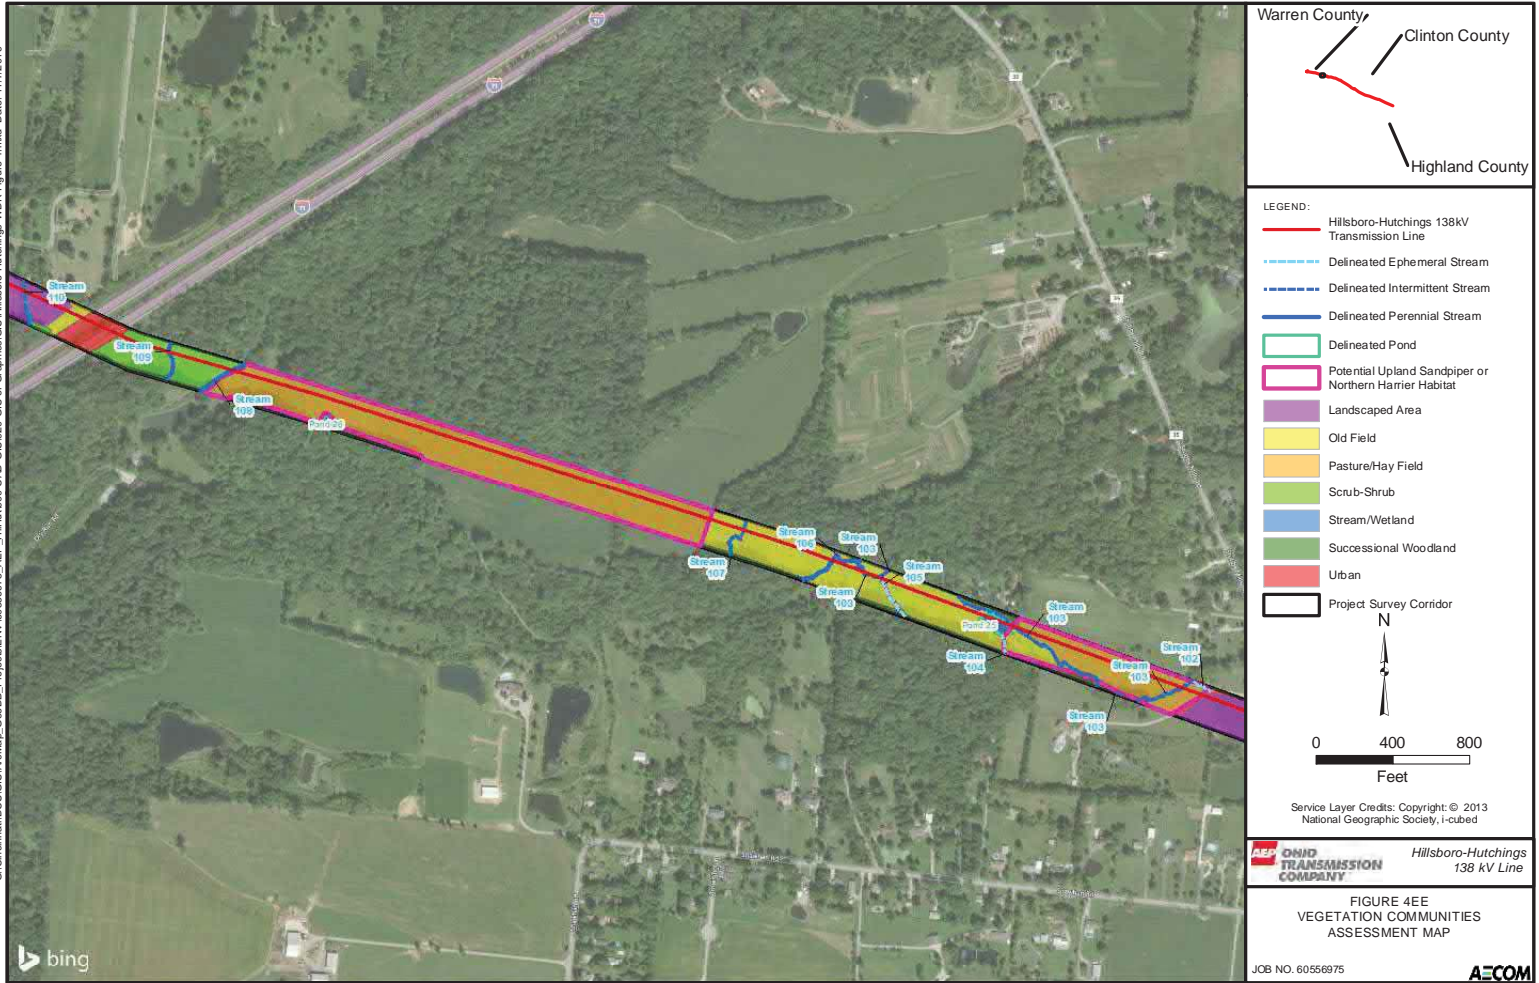 Warren County
Clinton County
Highland County
LEGEND:
Hillsboro-Hutchings 138kV
Transmission Line
Delineated Ephemeral Stream
Delineated Intermittent Stream
Delineated Perennial Stream
Delineated Pond
Potential Upland Sandpiper or
Northern Harrier Habitat
Landscaped Area
Old Field
Pasture/Hay Field
Scrub-Shrub
Stream/Wetland
Successional Woodland
Urban
Project Survey Corridor
N
0 400 800
Feet
Service Layer Credits: Copyright: © 2013
National Geographic Society, i-cubed
AEP OHIO
TRANSMISSION
COMPANY
Hillsboro-Hutchings
138 kV Line
FIGURE 4EE
VEGETATION COMMUNITIES
ASSESSMENT MAP
JOB NO. 60556975
AECOM
71
71
71
Stream
110
Stream
109
Stream
108
Pond 26
Stream
107
Stream
106
Stream
103
Stream
105
Stream
103
Pond 25
Stream
104
Stream
103
Stream
103
Stream
102
Stream
103
bing